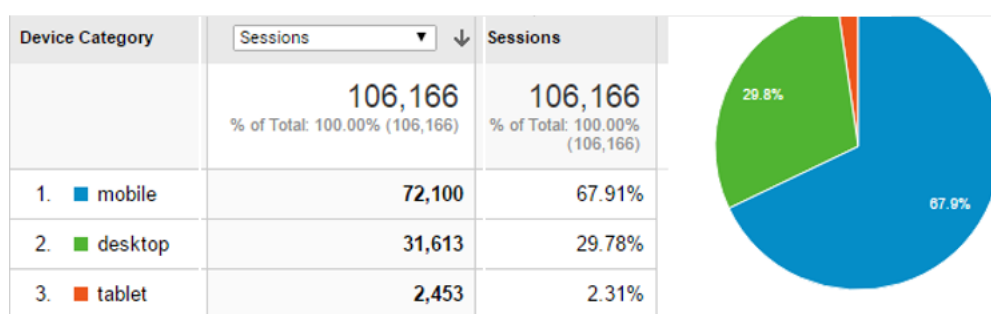 Device Category Sessions Sessions
106,166 106,166
% of Total: 100.00% (106,166) % of Total: 100.00%
(106,166)
1. mobile 72,100 67.91%
2. desktop 31,613 29.78%
3. tablet 2,453 2.31%
29.8%
67.9%